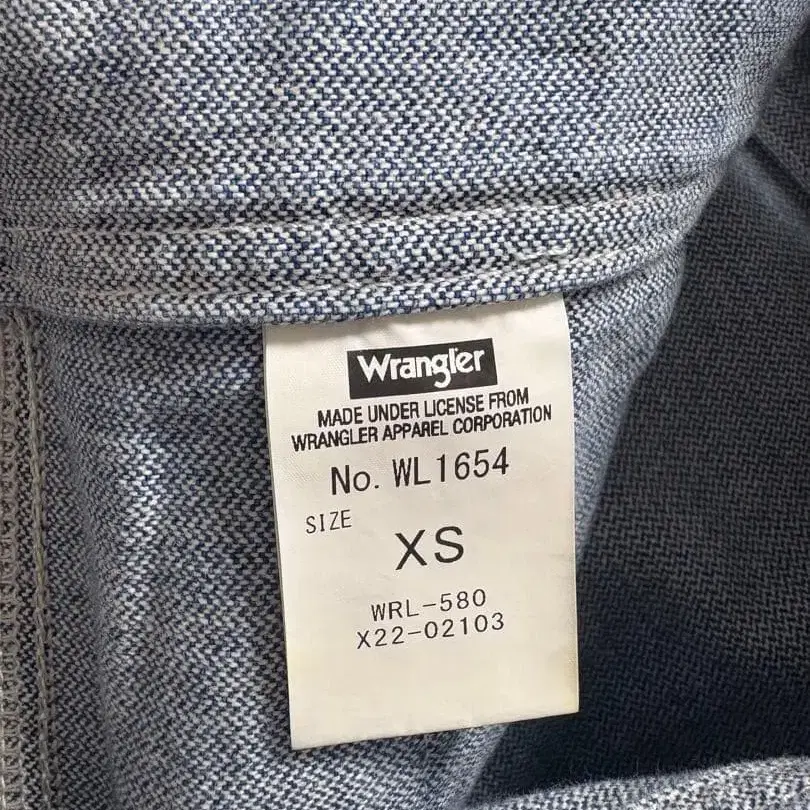 Wrangler
MADE UNDER LICENSE FROM
WRANGLER APPAREL CORPORATION
No. WL1654
SIZE
XS
WRL-580
X22-02103